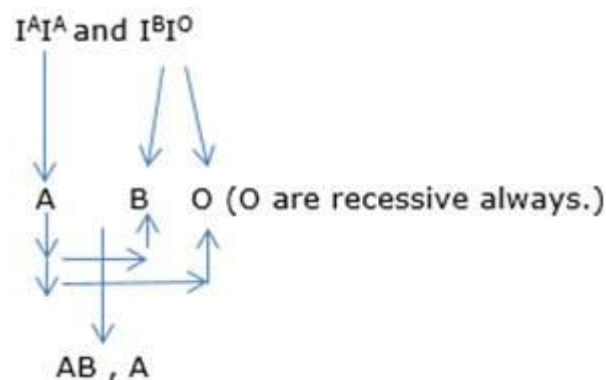 IᴬIᴬ and IᴮIᴼ
A B O (O are recessive always.)
AB , A